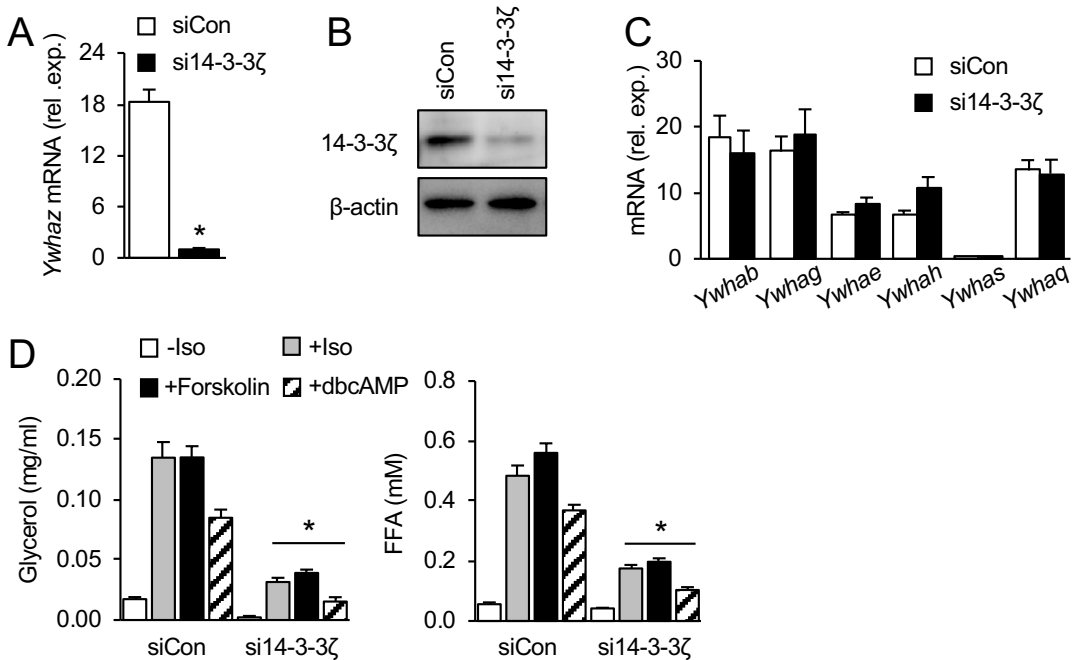 A
siCon
si14-3-3ζ
Ywhaz mRNA (rel .exp.)
24
18
12
6
0
*
B
siCon
si14-3-3ζ
14-3-3ζ
β-actin
C
siCon
si14-3-3ζ
mRNA (rel. exp.)
30
20
10
0
Ywhab
Ywhag
Ywhae
Ywhah
Ywhas
Ywhaq
D
-Iso
+Iso
+Forskolin
+dbcAMP
Glycerol (mg/ml)
0.20
0.15
0.10
0.05
0.00
*
siCon
si14-3-3ζ
FFA (mM)
0.8
0.6
0.4
0.2
0.0
*
siCon
si14-3-3ζ